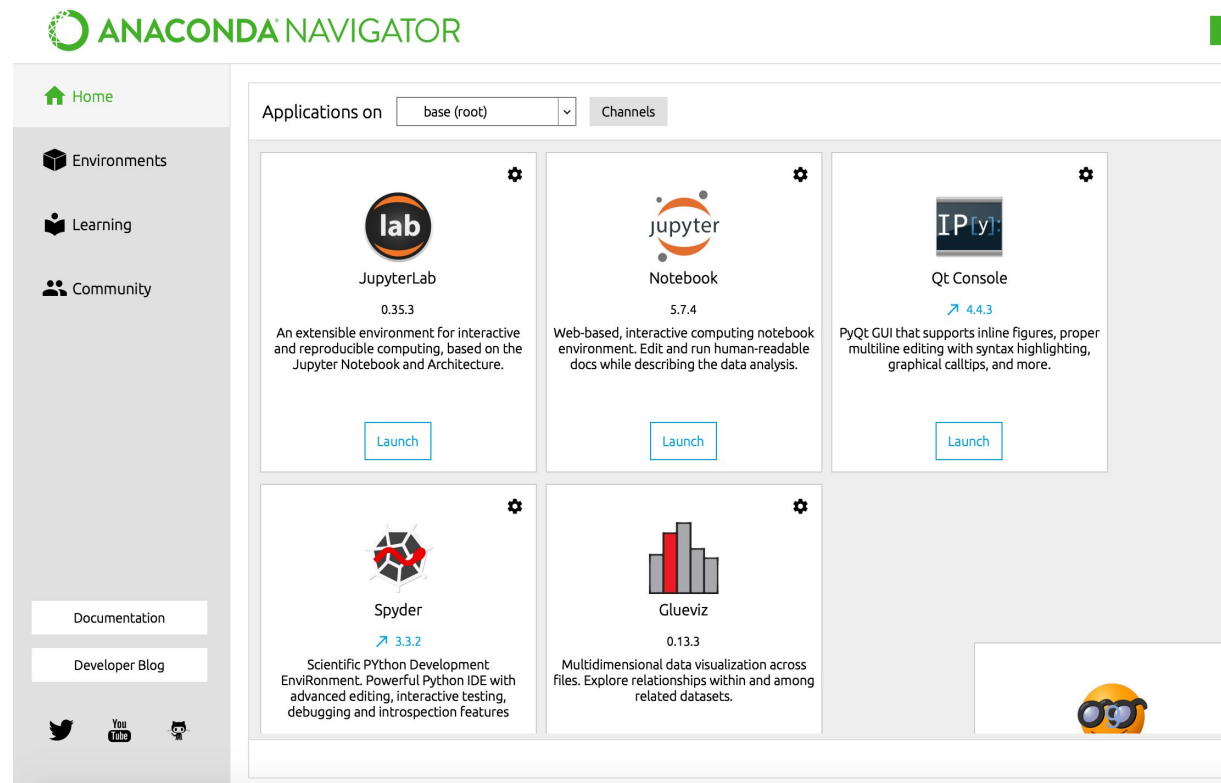 ANACONDA NAVIGATOR
Home
Environments
Learning
Community
Documentation
Developer Blog
You
Tube
Applications on
base (root)
Channels
lab
JupyterLab
0.35.3
An extensible environment for interactive
and reproducible computing, based on the
Jupyter Notebook and Architecture.
Launch
jupyter
Notebook
5.7.4
Web-based, interactive computing notebook
environment. Edit and run human-readable
docs while describing the data analysis.
Launch
IP[y]:
Qt Console
4.4.3
PyQt GUI that supports inline figures, proper
multiline editing with syntax highlighting,
graphical calltips, and more.
Launch
Spyder
3.3.2
Scientific PYthon Development
EnviRonment. Powerful Python IDE with
advanced editing, interactive testing,
debugging and introspection features
Glueviz
0.13.3
Multidimensional data visualization across
files. Explore relationships within and among
related datasets.